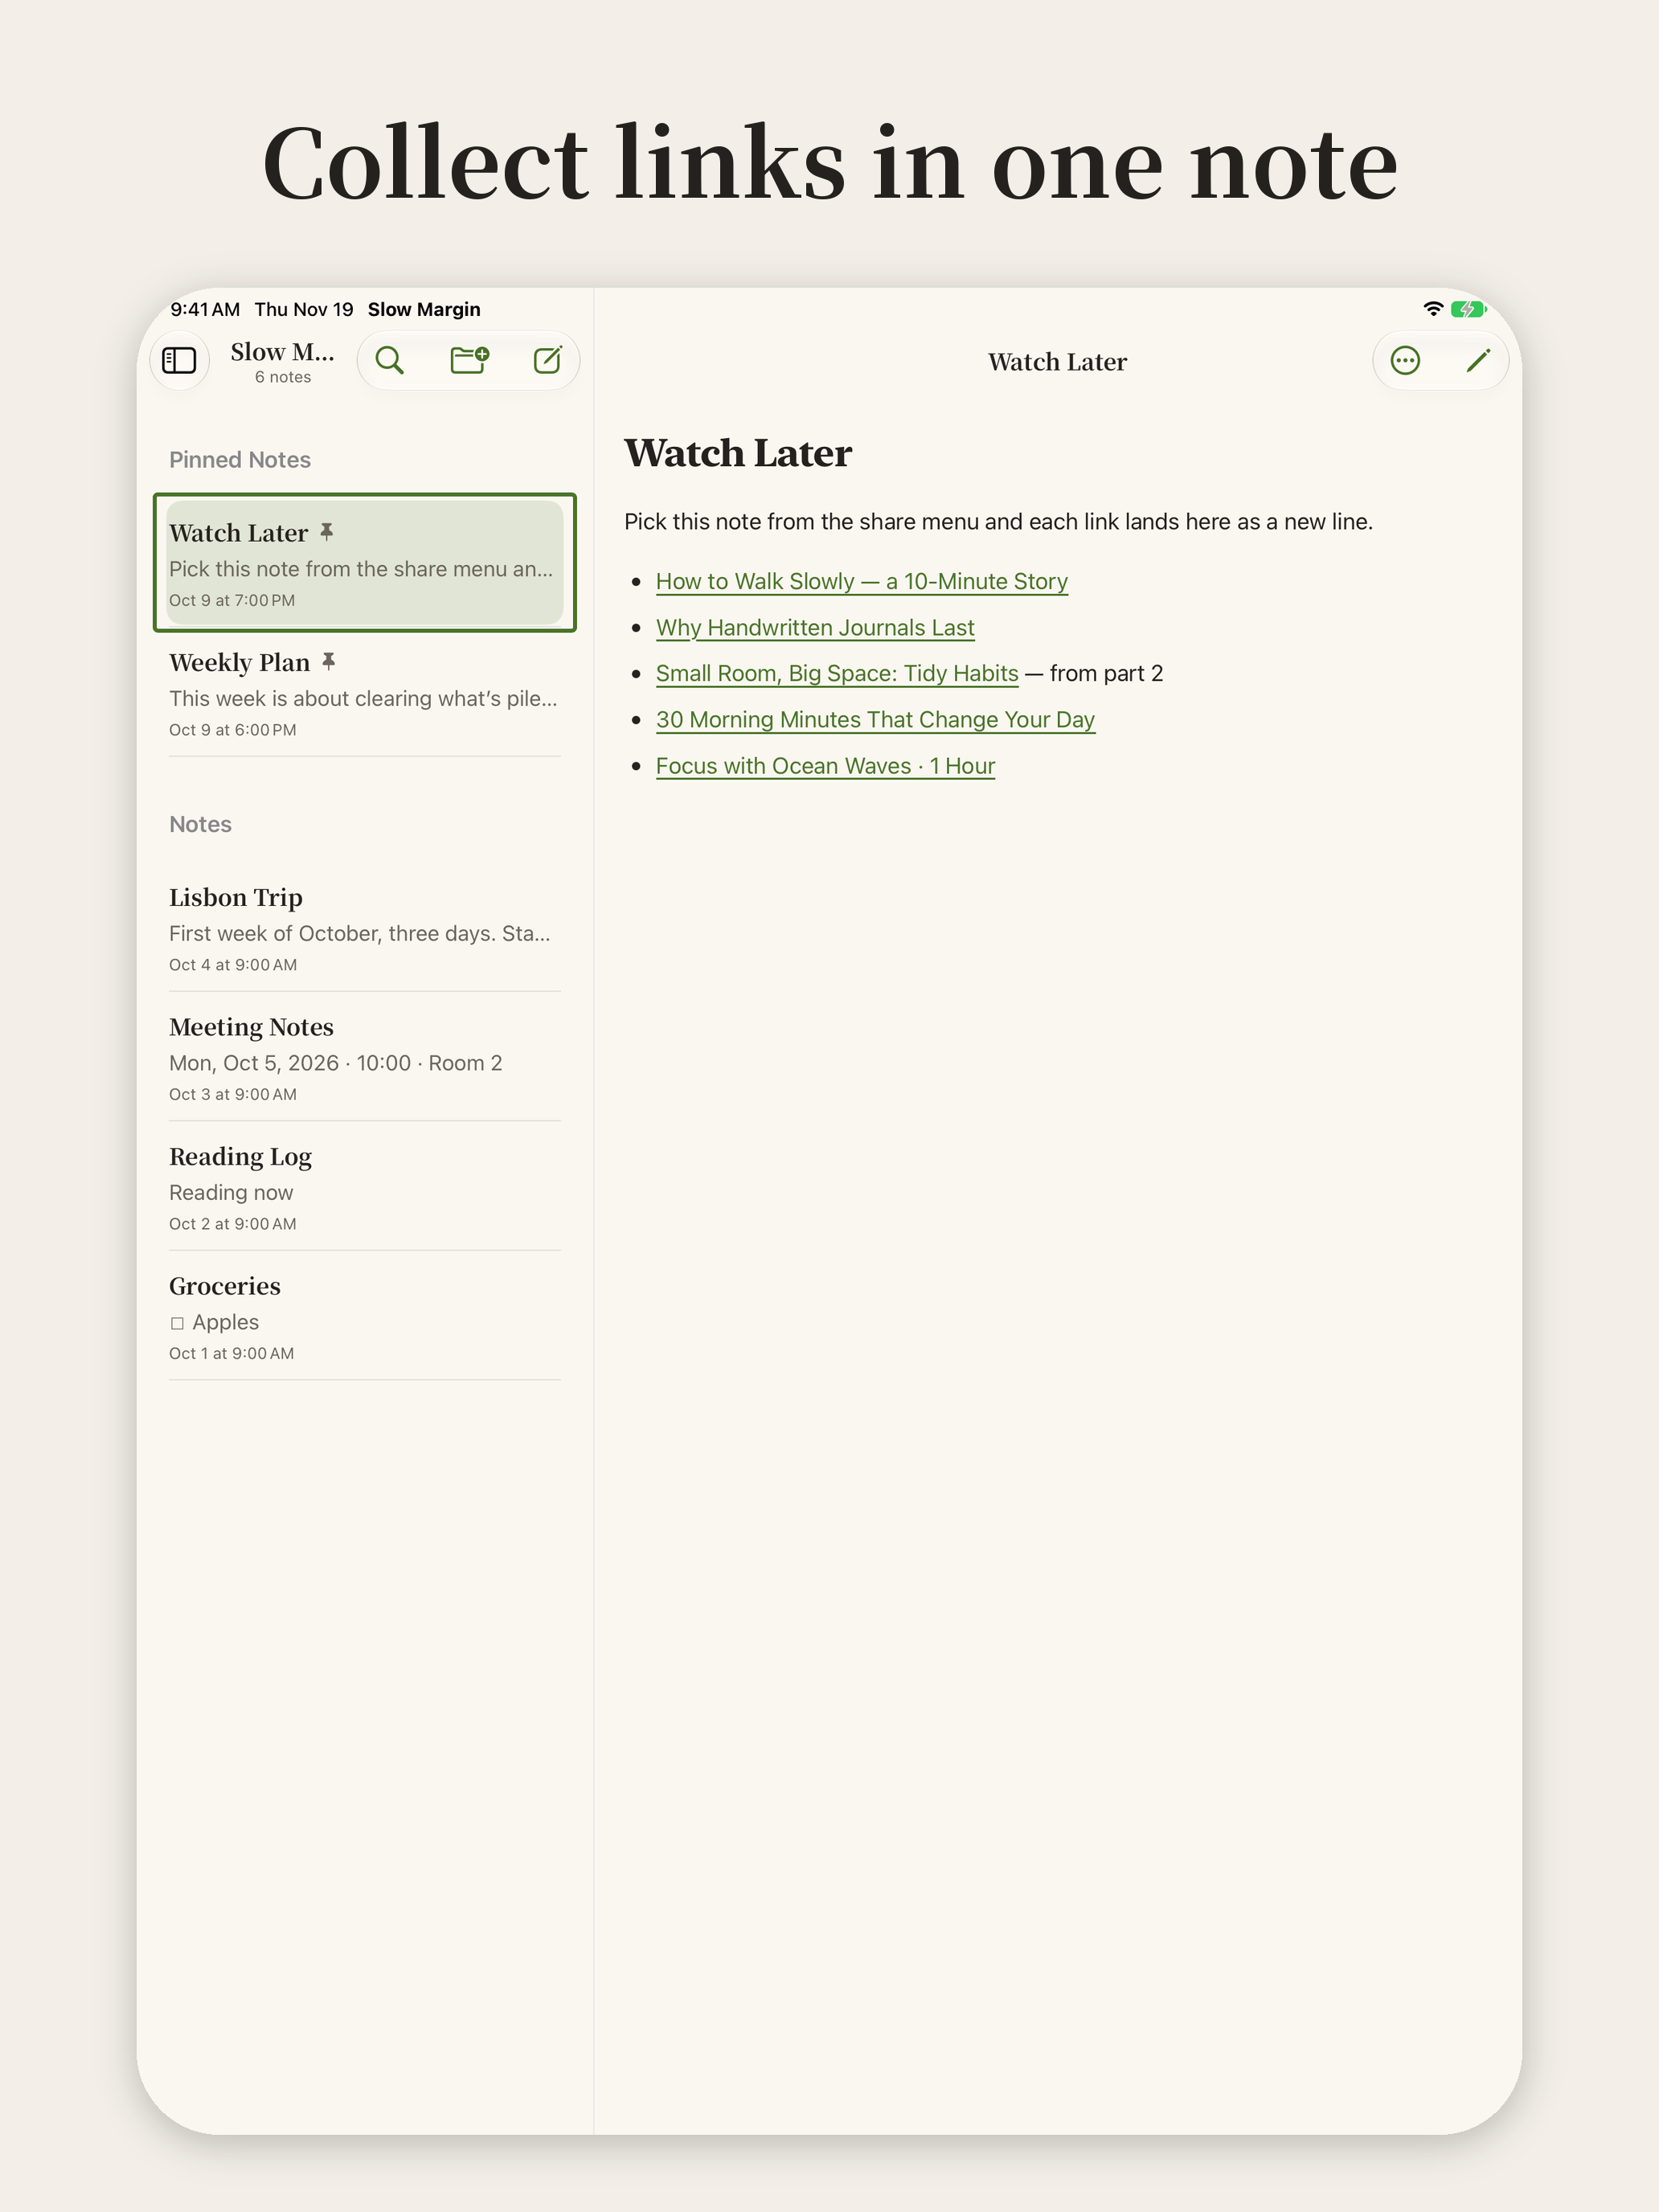 Collect links in one note
9:41 AM Thu Nov 19 Slow Margin
Slow M...
6 notes
Pinned Notes
Watch Later
Pick this note from the share menu an...
Oct 9 at 7:00 PM
Weekly Plan
This week is about clearing what’s pile...
Oct 9 at 6:00 PM
Notes
Lisbon Trip
First week of October, three days. Sta...
Oct 4 at 9:00 AM
Meeting Notes
Mon, Oct 5, 2026 · 10:00 · Room 2
Oct 3 at 9:00 AM
Reading Log
Reading now
Oct 2 at 9:00 AM
Groceries
☐ Apples
Oct 1 at 9:00 AM
Watch Later
Watch Later
Pick this note from the share menu and each link lands here as a new line.
• How to Walk Slowly — a 10-Minute Story
• Why Handwritten Journals Last
• Small Room, Big Space: Tidy Habits — from part 2
• 30 Morning Minutes That Change Your Day
• Focus with Ocean Waves · 1 Hour